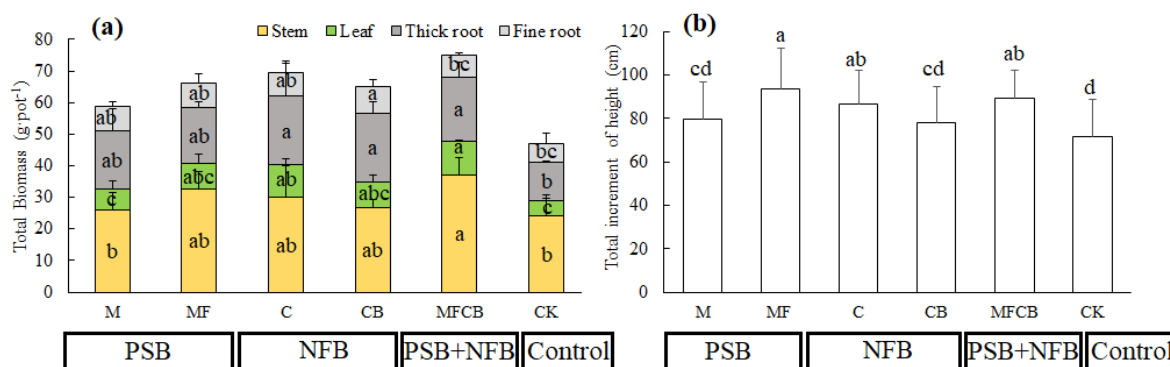 (a)
Stem Leaf Thick root Fine root
Total Biomass (g·pot⁻¹)
80
70
60
50
40
30
20
10
0
ab
ab
c
b
ab
ab
abc
ab
ab
a
ab
ab
a
a
abc
ab
bc
a
a
a
bc
b
c
b
M MF C CB MFCB CK
PSB NFB PSB+NFB Control
(b)
Total increment of height (cm)
120
100
80
60
40
20
0
cd a ab cd ab d
M MF C CB MFCB CK
PSB NFB PSB+NFB Control